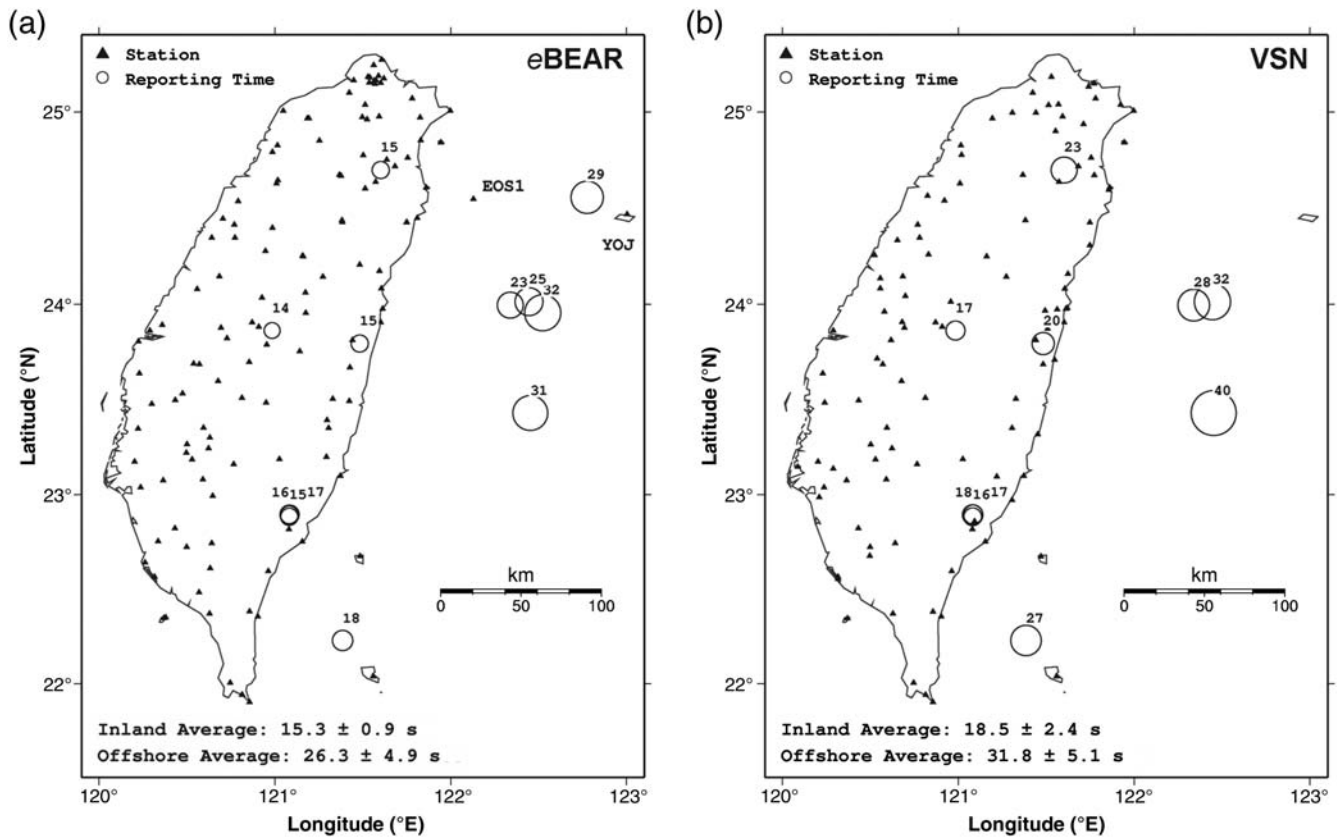 (a)
▲ Station
○ Reporting Time
eBEAR
25°
24°
23°
22°
Latitude (°N)
15
EOS1
29
YOJ
23 25
32
14
15
31
16 15 17
18
km
0 50 100
Inland Average: 15.3 ± 0.9 s
Offshore Average: 26.3 ± 4.9 s
120° 121° 122° 123°
Longitude (°E)
(b)
▲ Station
○ Reporting Time
VSN
25°
24°
23°
22°
Latitude (°N)
23
28 32
17
20
40
18 16 17
27
km
0 50 100
Inland Average: 18.5 ± 2.4 s
Offshore Average: 31.8 ± 5.1 s
120° 121° 122° 123°
Longitude (°E)